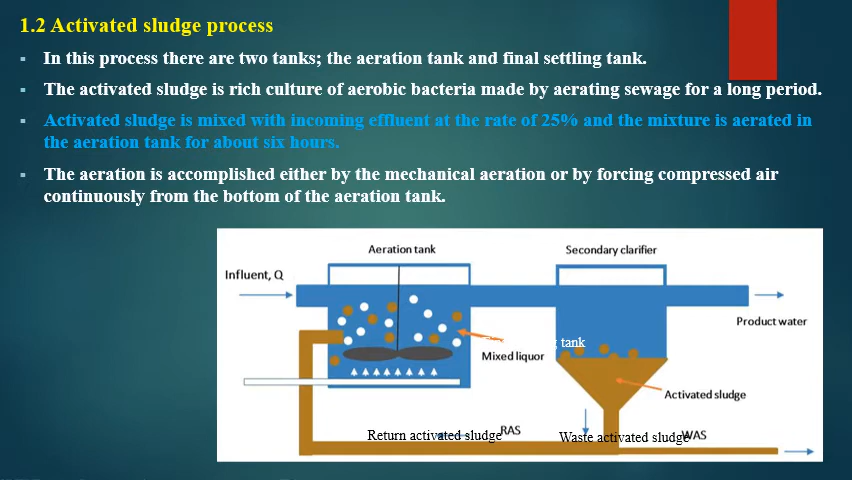 1.2 Activated sludge process
▪ In this process there are two tanks; the aeration tank and final settling tank.
▪ The activated sludge is rich culture of aerobic bacteria made by aerating sewage for a long period.
▪ Activated sludge is mixed with incoming effluent at the rate of 25% and the mixture is aerated in
the aeration tank for about six hours.
▪ The aeration is accomplished either by the mechanical aeration or by forcing compressed air
continuously from the bottom of the aeration tank.
Aeration tank
Secondary clarifier
Influent, Q
Product water
tank
Mixed liquor
Activated sludge
Return activated sludge
RAS
Waste activated sludge
WAS